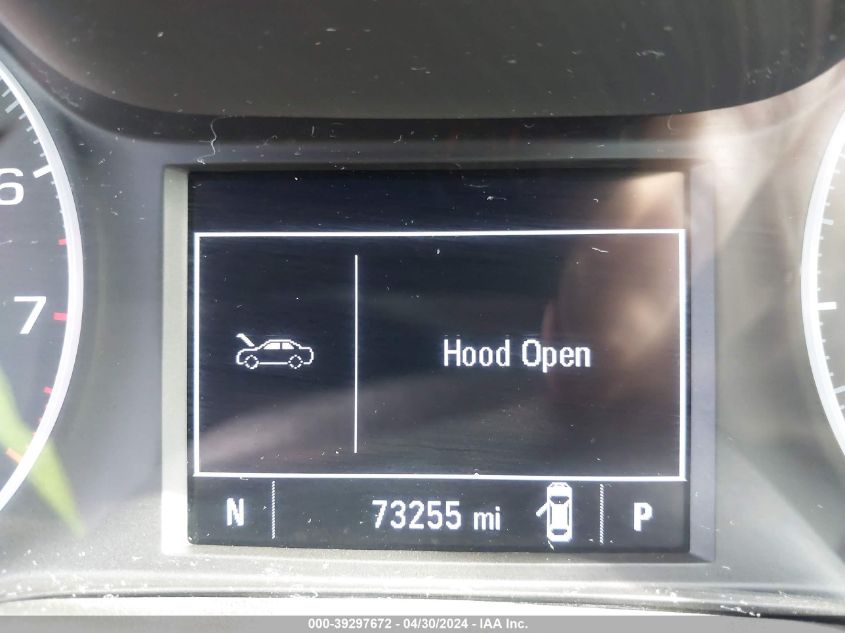 6
7
Hood Open
N 73255 mi P
000-39297672 - 04/30/2024 - IAA Inc.